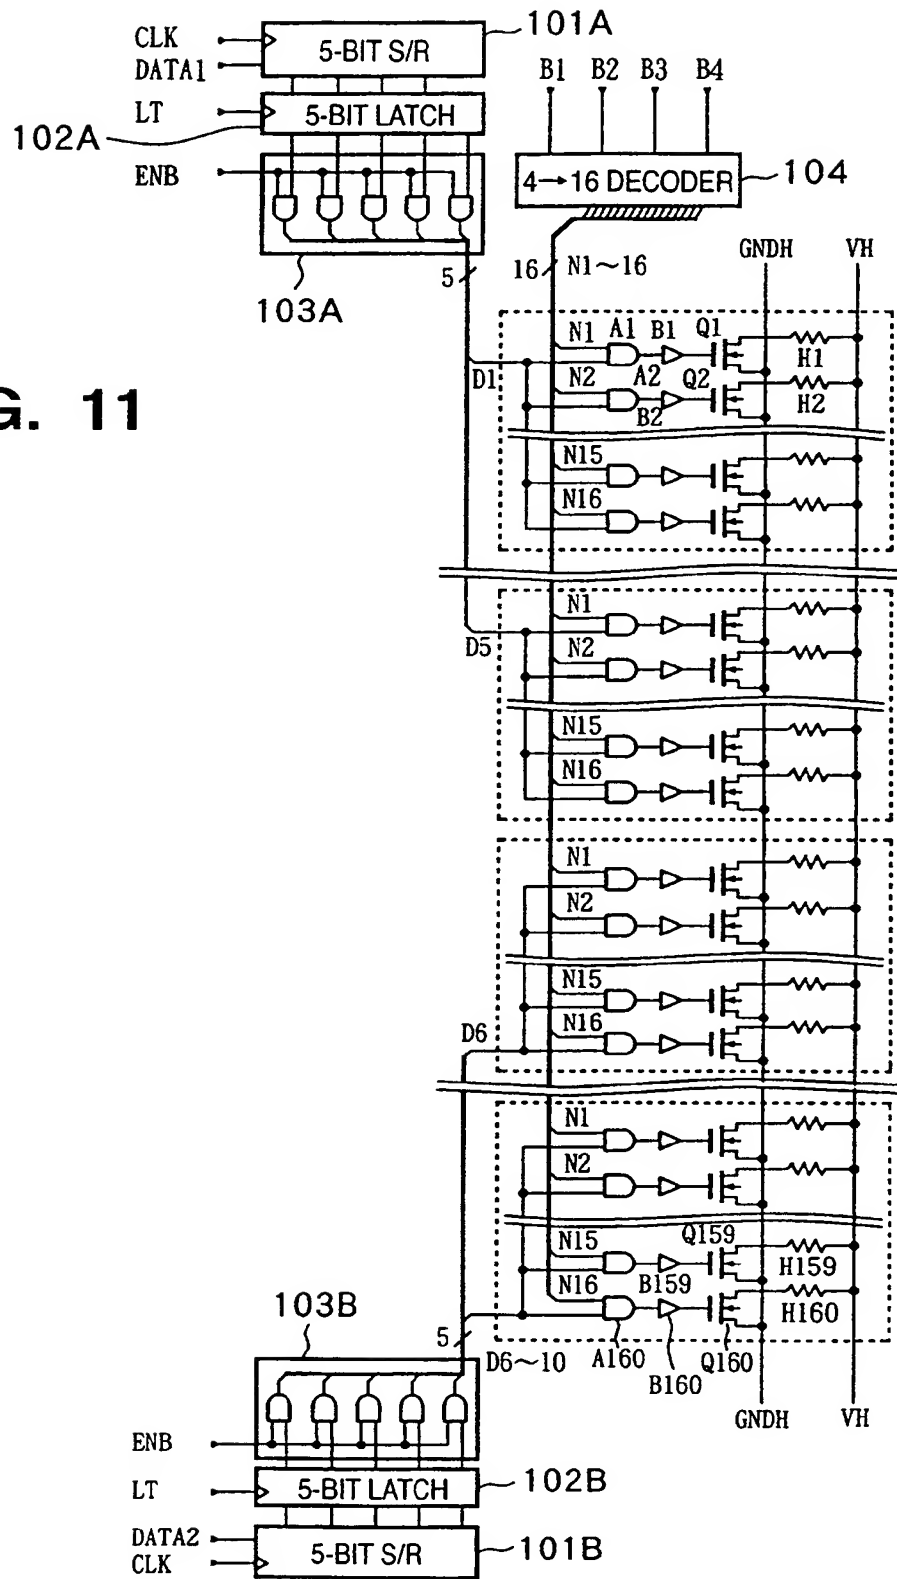 101A
CLK
DATA1
5-BIT S/R
LT
5-BIT LATCH
102A
ENB
103A
B1 B2 B3 B4
4→16 DECODER
104
5
16 N1~16
GNDH VH
G. 11
N1 A1 B1 Q1
H1
D1
N2 A2 Q2
B2 H2
N15
N16
N1
D5
N2
N15
N16
N1
N2
N15
D6
N16
N1
N2
Q159
N15
H159
N16 B159
H160
103B
5
D6~10
A160
B160
Q160
GNDH VH
ENB
LT
5-BIT LATCH
102B
DATA2
CLK
5-BIT S/R
101B